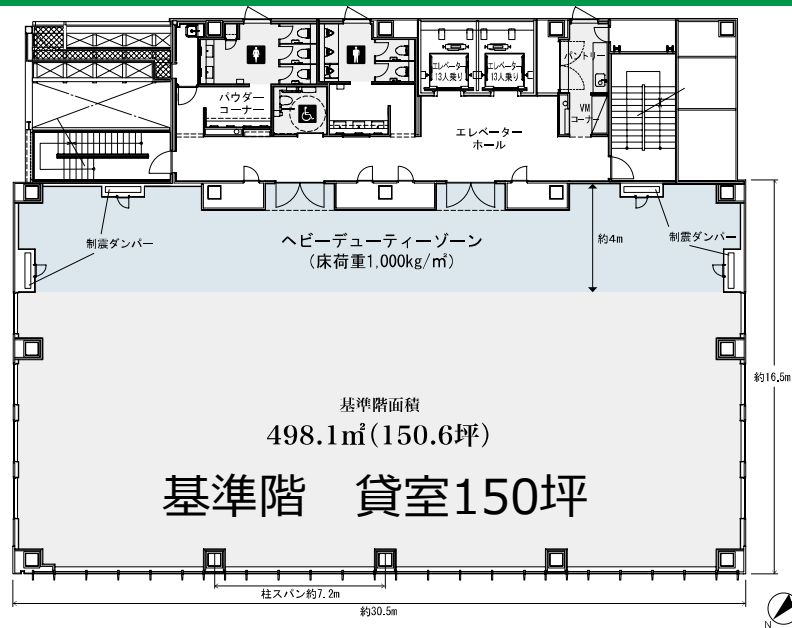 エレベーター
13人乗り
エレベーター
13人乗り
パントリー
パウダー
コーナー
VM
コーナー
エレベーター
ホール
制震ダンパー
ヘビーデューティーゾーン
(床荷重1,000kg/㎡)
約4m
制震ダンパー
約16.5m
基準階面積
498.1㎡(150.6坪)
基準階　貸室150坪
柱スパン約7.2m
約30.5m
N